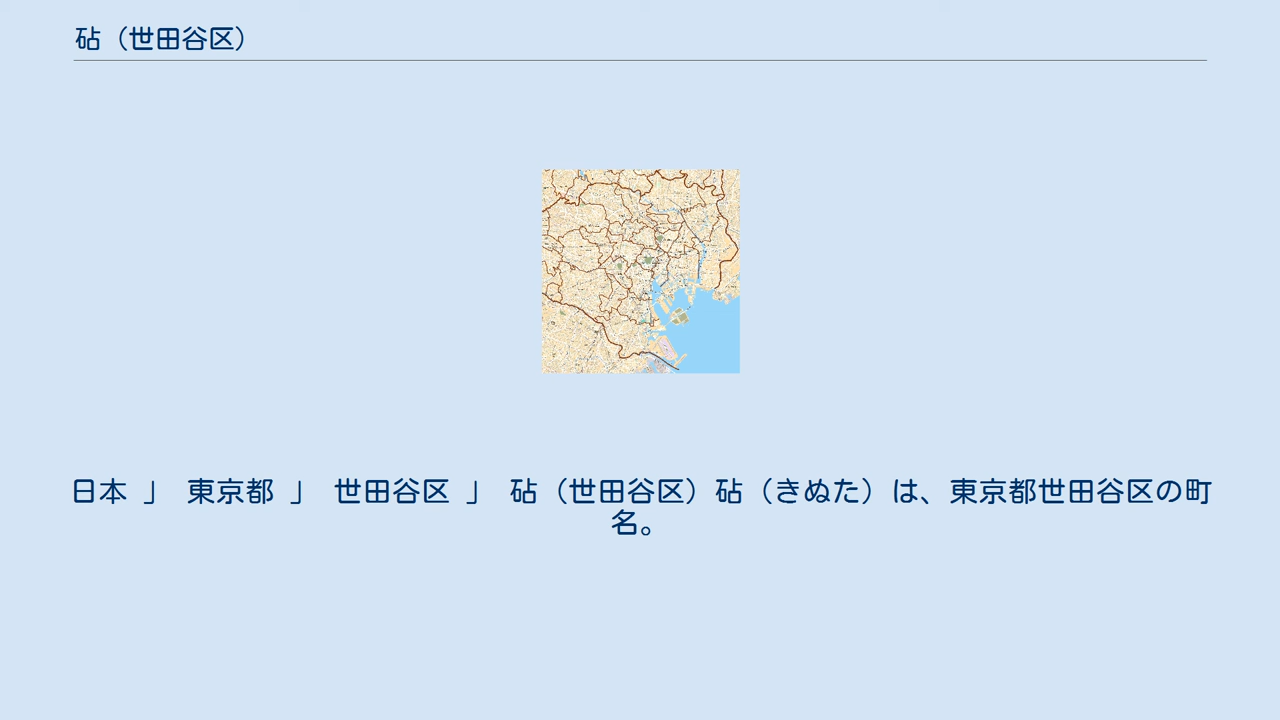 砧（世田谷区）
日本 」 東京都 」 世田谷区 」 砧（世田谷区）砧（きぬた）は、東京都世田谷区の町
名。